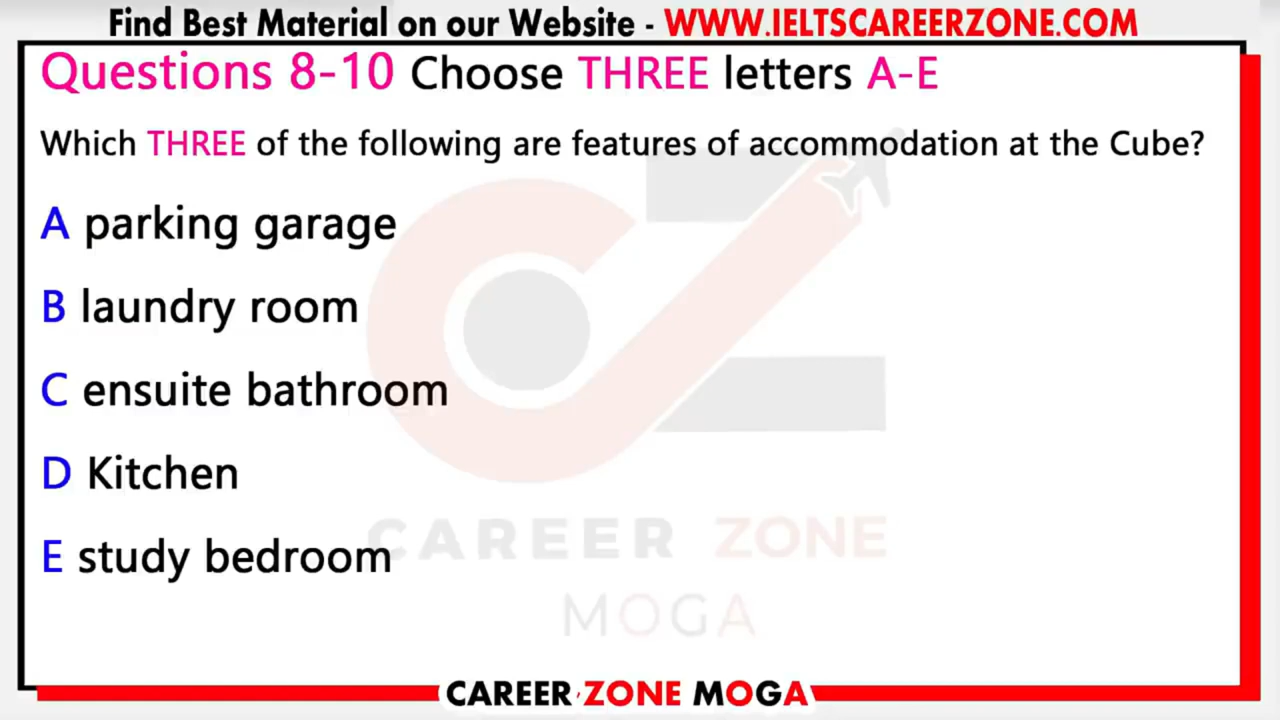 Find Best Material on our Website - WWW.IELTSCAREERZONE.COM
Questions 8-10 Choose THREE letters A-E
Which THREE of the following are features of accommodation at the Cube?
A parking garage
B laundry room
C ensuite bathroom
D Kitchen
E study bedroom
CAREER ZONE
MOGA
CAREER ZONE MOGA